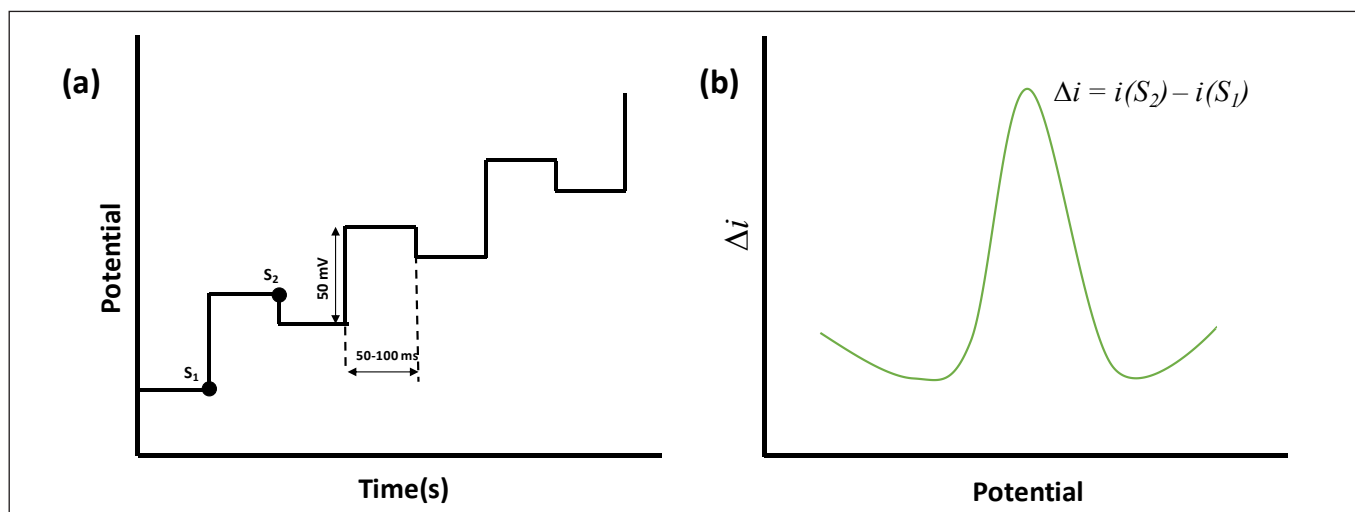 (a)
Potential
S₁
S₂
50 mV
50-100 ms
Time(s)
(b)
Δi = i(S₂) – i(S₁)
Δi
Potential